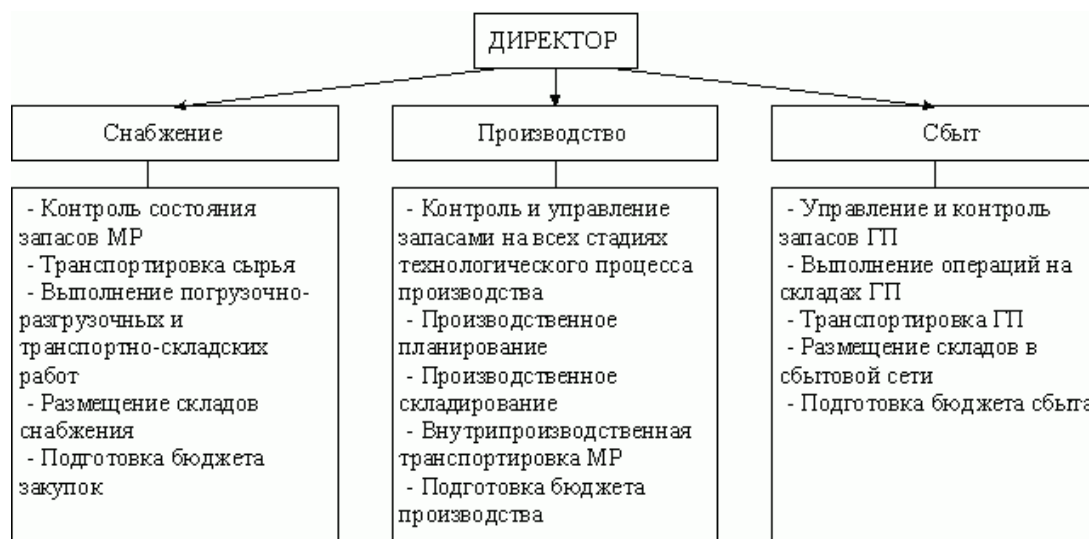 ДИРЕКТОР
Снабжение
Производство
Сбыт
- Контроль состояния
запасов МР
- Транспортировка сырья
- Выполнение погрузочно-
разгрузочных и
транспортно-складских
работ
- Размещение складов
снабжения
- Подготовка бюджета
закупок
- Контроль и управление
запасами на всех стадиях
технологического процесса
производства
- Производственное
планирование
- Производственное
складирование
- Внутрипроизводственная
транспортировка МР
- Подготовка бюджета
производства
- Управление и контроль
запасов ГП
- Выполнение операций на
складах ГП
- Транспортировка ГП
- Размещение складов в
сбытовой сети
- Подготовка бюджета сбыта